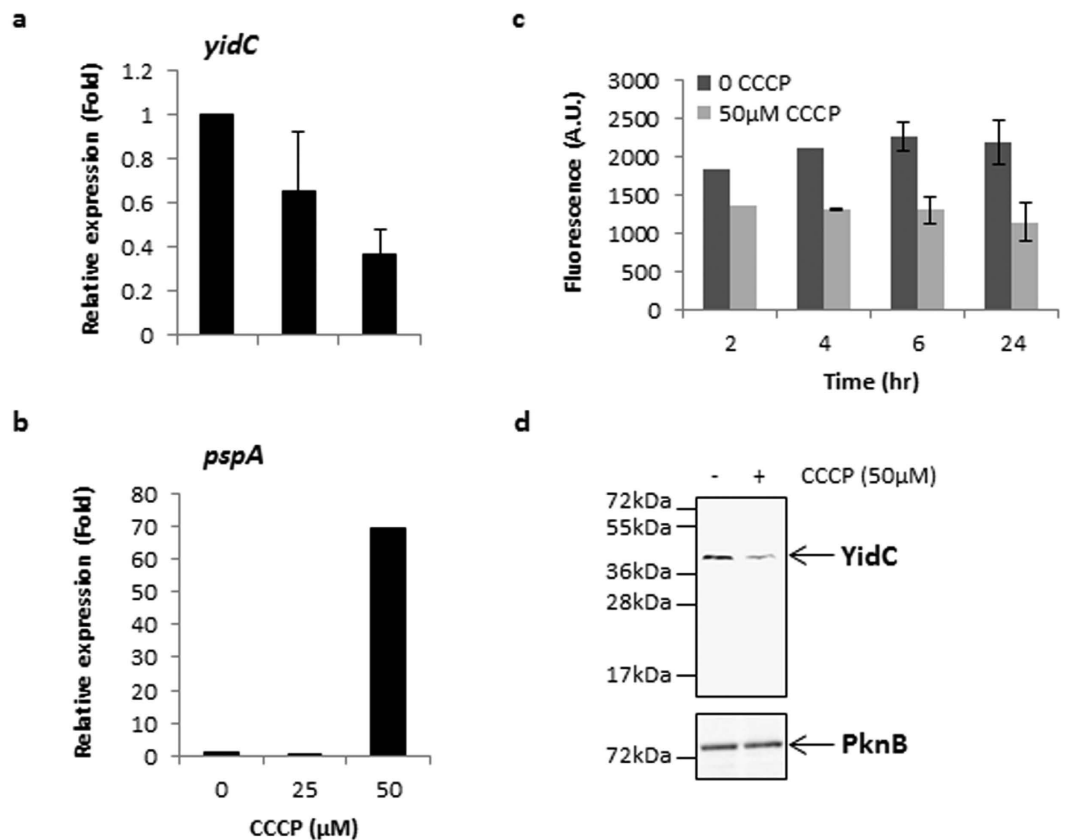 a
yidC
Relative expression (Fold)
1.2
1
0.8
0.6
0.4
0.2
0
b
pspA
Relative expression (Fold)
80
70
60
50
40
30
20
10
0
0 25 50
CCCP (µM)
c
Fluorescence (A.U.)
3000
2500
2000
1500
1000
500
0
0 CCCP
50µM CCCP
2 4 6 24
Time (hr)
d
- + CCCP (50µM)
72kDa
55kDa
36kDa
28kDa
17kDa
YidC
72kDa
PknB